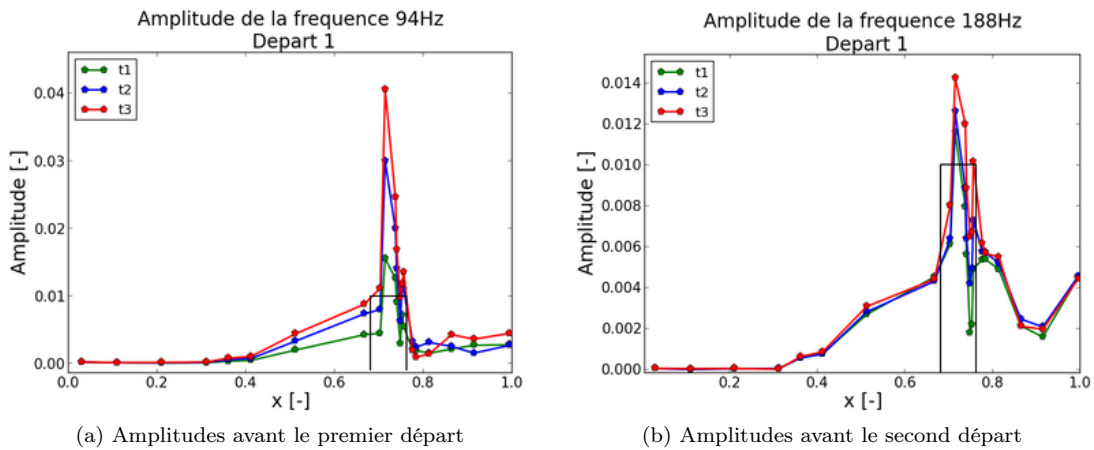 Amplitude de la frequence 94Hz
Depart 1
t1
t2
t3
0.04
0.03
0.02
0.01
0.00
Amplitude [-]
0.0 0.2 0.4 0.6 0.8 1.0
x [-]
(a) Amplitudes avant le premier départ
Amplitude de la frequence 188Hz
Depart 1
t1
t2
t3
0.014
0.012
0.010
0.008
0.006
0.004
0.002
0.000
Amplitude [-]
0.2 0.4 0.6 0.8 1.0
x [-]
(b) Amplitudes avant le second départ